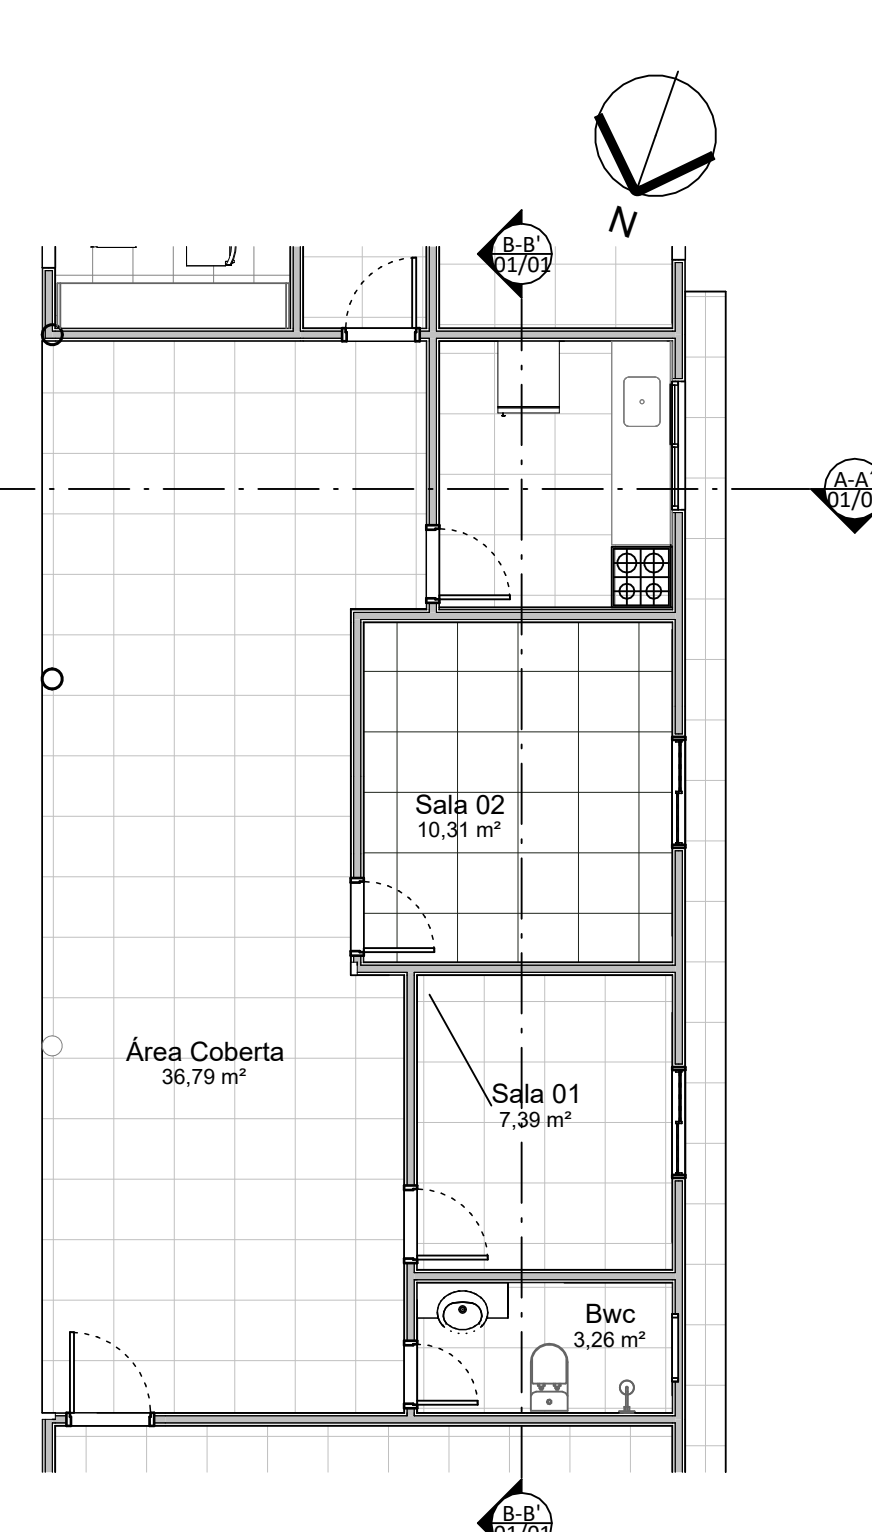 N
B-B'
01/01
A-A'
01/0
Sala 02
10,31 m²
Área Coberta
36,79 m²
Sala 01
7,39 m²
Bwc
3,26 m²
B-B'
01/01